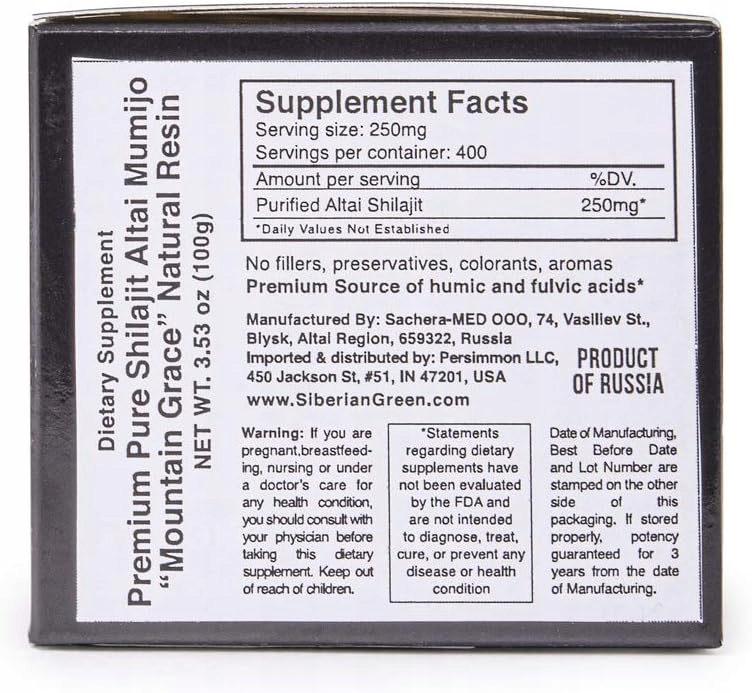 Dietary Supplement
Premium Pure Shilajit Altai Mumijo
“Mountain Grace” Natural Resin
NET WT. 3.53 oz (100g)
Supplement Facts
Serving size: 250mg
Servings per container: 400
Amount per serving %DV.
Purified Altai Shilajit 250mg*
*Daily Values Not Established
No fillers, preservatives, colorants, aromas
Premium Source of humic and fulvic acids*
Manufactured By: Sachera-MED OOO, 74, Vasiliev St.,
Biysk, Altai Region, 659322, Russia
Imported & distributed by: Persimmon LLC,
450 Jackson St, #51, IN 47201, USA
www.SiberianGreen.com
PRODUCT
OF RUSSIA
Warning: If you are
pregnant,breastfeed-
ing, nursing or under
a doctor's care for
any health condition,
you should consult with
your physician before
taking this dietary
supplement. Keep out
of reach of children.
*Statements
regarding dietary
supplements have
not been evaluated
by the FDA and
are not intended
to diagnose, treat,
cure, or prevent any
disease or health
condition
Date of Manufacturing,
Best Before Date
and Lot Number are
stamped on the other
side of this
packaging. If stored
properly, potency
guaranteed for 3
years from the date
of Manufacturing.